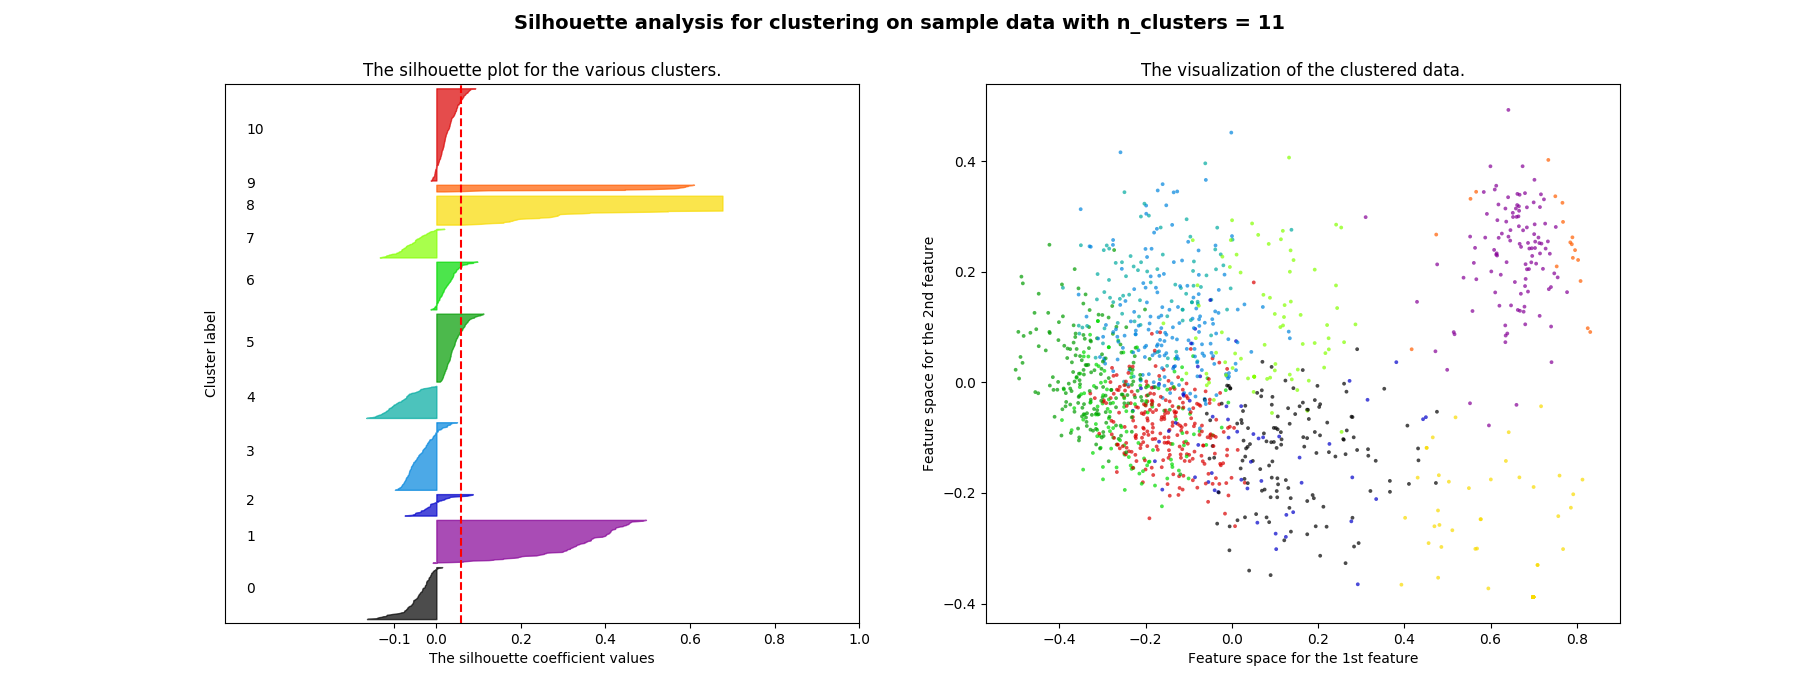 Silhouette analysis for clustering on sample data with n_clusters = 11
The silhouette plot for the various clusters.
Cluster label
10
9
8
7
6
5
4
3
2
1
0
−0.1 0.0 0.2 0.4 0.6 0.8 1.0
The silhouette coefficient values
The visualization of the clustered data.
Feature space for the 2nd feature
0.4
0.2
0.0
−0.2
−0.4
−0.4 −0.2 0.0 0.2 0.4 0.6 0.8
Feature space for the 1st feature